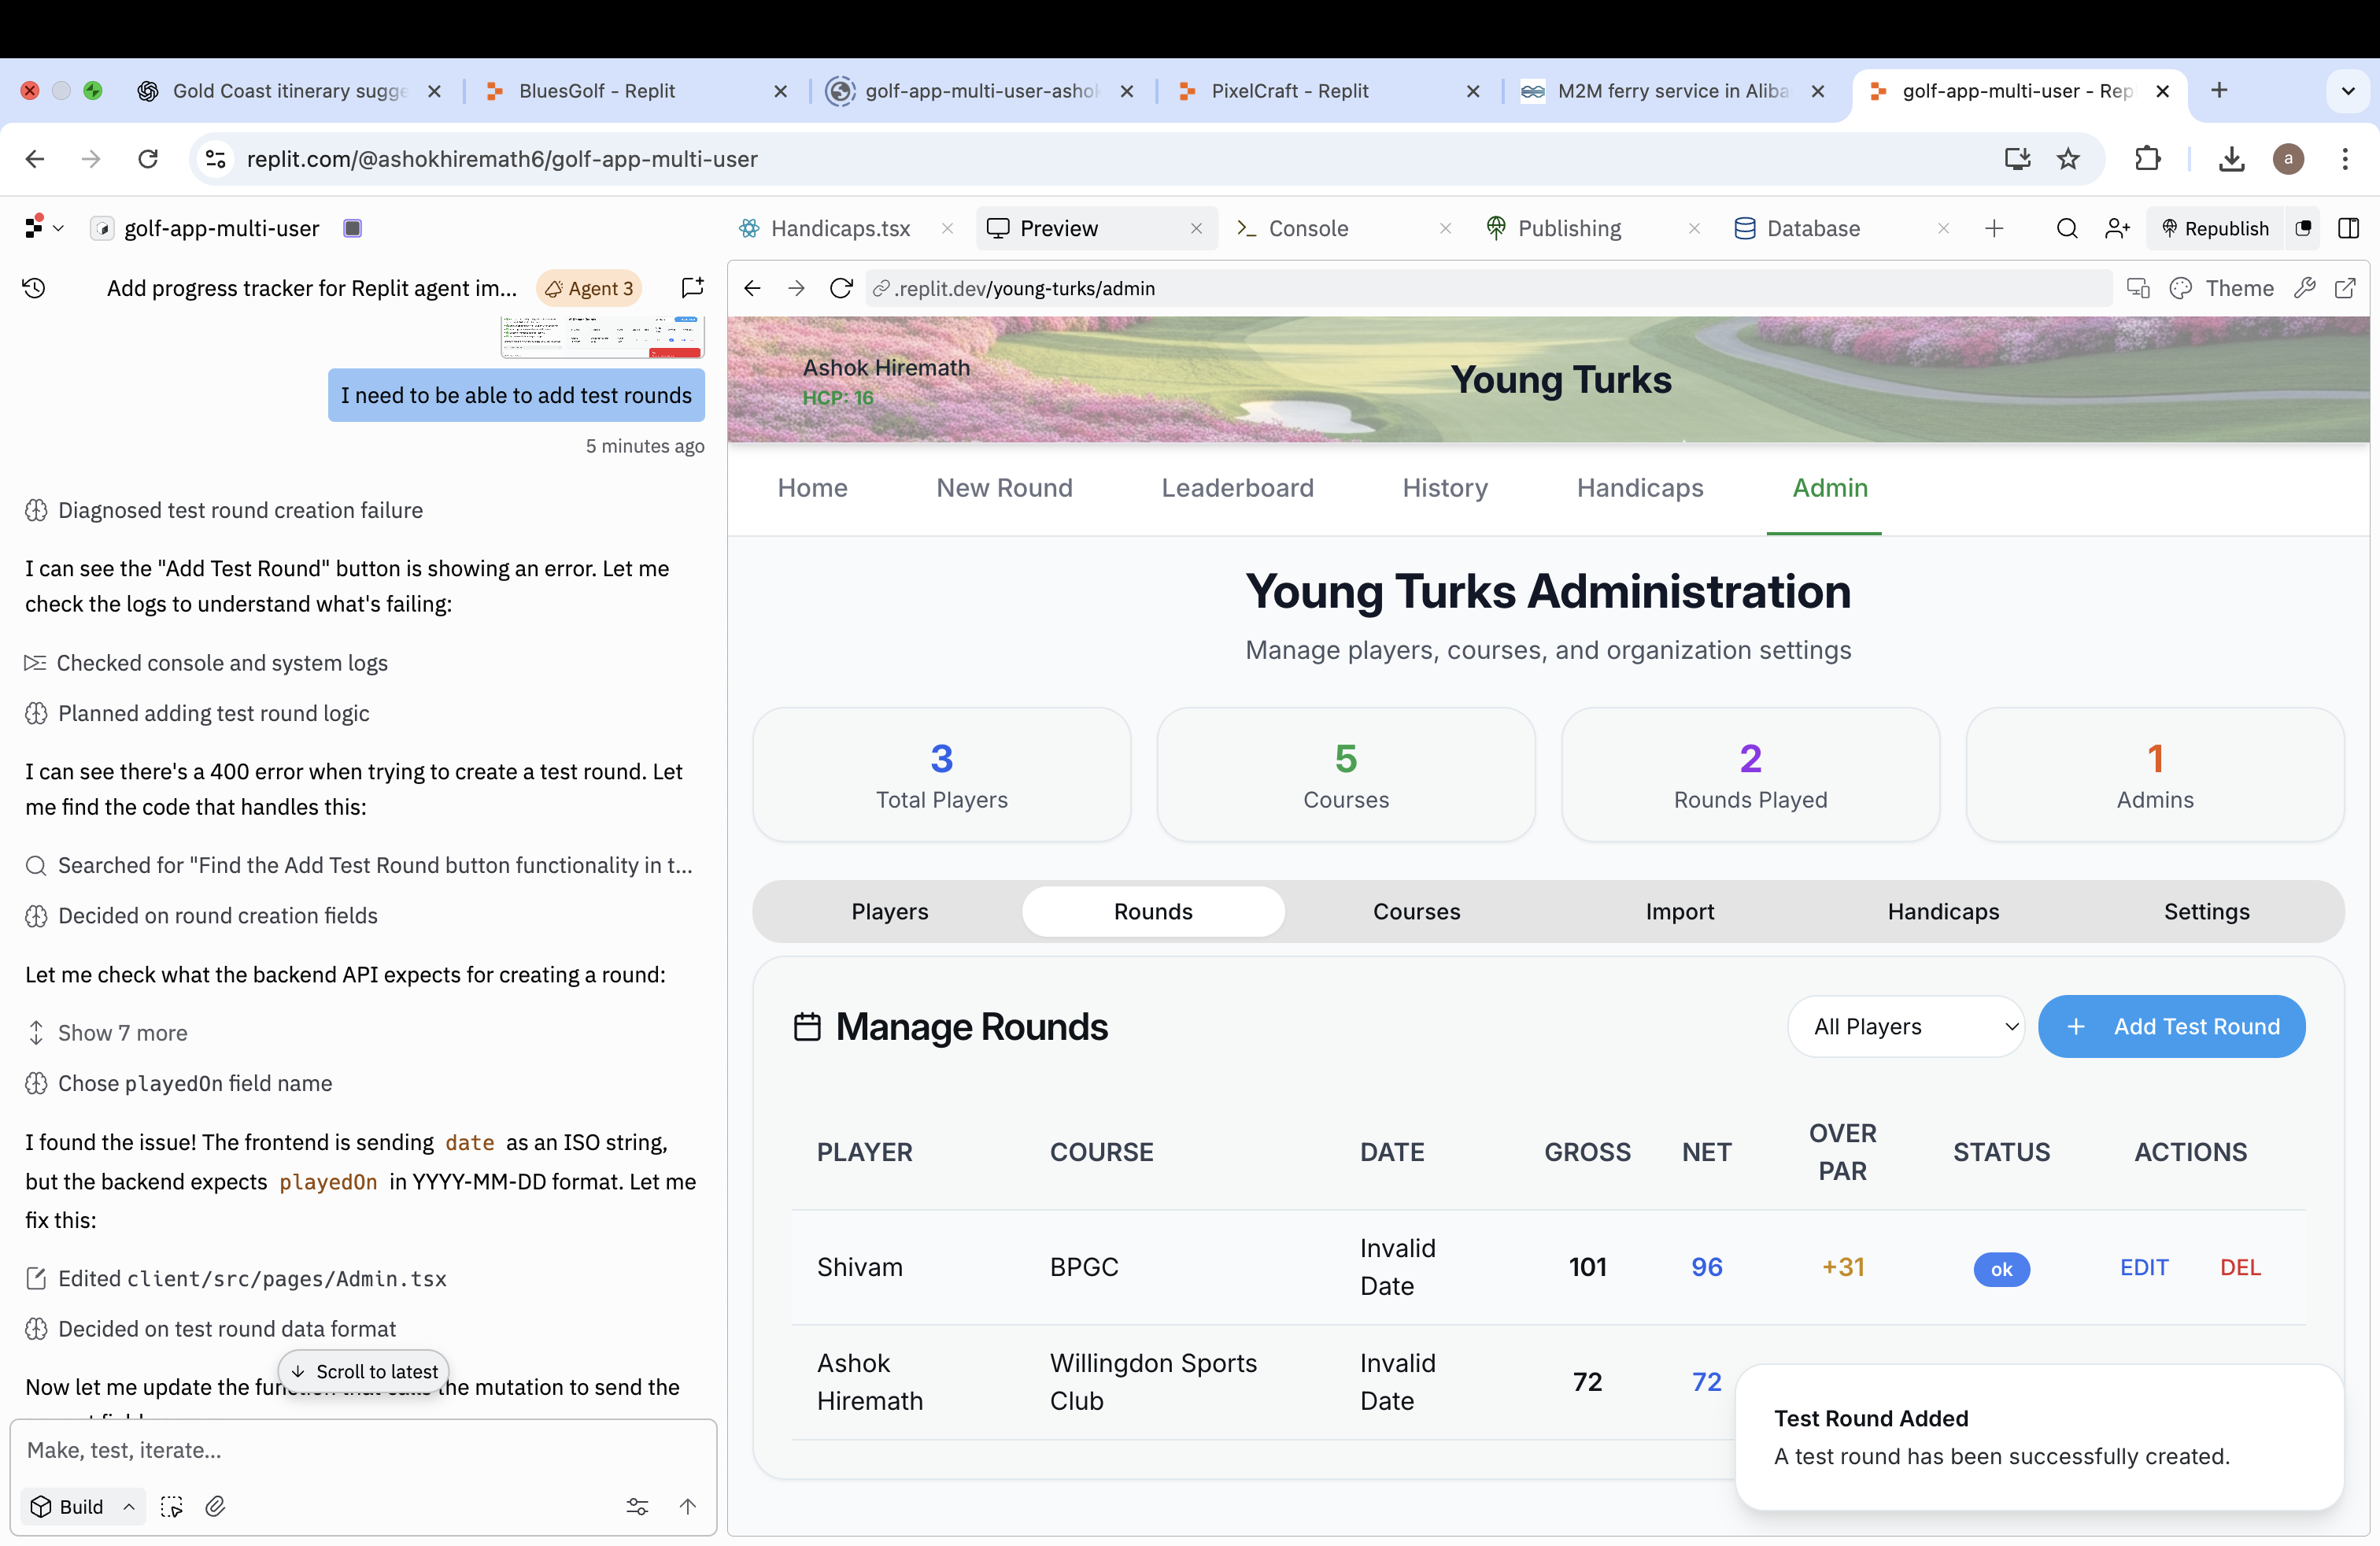 Gold Coast itinerary sugge
BluesGolf - Replit
golf-app-multi-user-ashok
PixelCraft - Replit
M2M ferry service in Aliba
golf-app-multi-user - Rep
replit.com/@ashokhiremath6/golf-app-multi-user
a
golf-app-multi-user
Handicaps.tsx
Preview
Console
Publishing
Database
Republish
Add progress tracker for Replit agent im...
Agent 3
.replit.dev/young-turks/admin
Theme
I need to be able to add test rounds
5 minutes ago
Diagnosed test round creation failure
I can see the "Add Test Round" button is showing an error. Let me
check the logs to understand what's failing:
Checked console and system logs
Planned adding test round logic
I can see there's a 400 error when trying to create a test round. Let
me find the code that handles this:
Searched for "Find the Add Test Round button functionality in t...
Decided on round creation fields
Let me check what the backend API expects for creating a round:
Show 7 more
Chose playedOn field name
I found the issue! The frontend is sending date as an ISO string,
but the backend expects playedOn in YYYY-MM-DD format. Let me
fix this:
Edited client/src/pages/Admin.tsx
Decided on test round data format
Scroll to latest
Now let me update the function that calls the mutation to send the
Make, test, iterate...
Build
Ashok Hiremath
HCP: 16
Young Turks
Home
New Round
Leaderboard
History
Handicaps
Admin
Young Turks Administration
Manage players, courses, and organization settings
3
Total Players
5
Courses
2
Rounds Played
1
Admins
Players
Rounds
Courses
Import
Handicaps
Settings
Manage Rounds
All Players
+ Add Test Round
PLAYER COURSE DATE GROSS NET OVER PAR STATUS ACTIONS
Shivam BPGC Invalid Date 101 96 +31 ok EDIT DEL
Ashok Hiremath Willingdon Sports Club Invalid Date 72 72
Test Round Added
A test round has been successfully created.